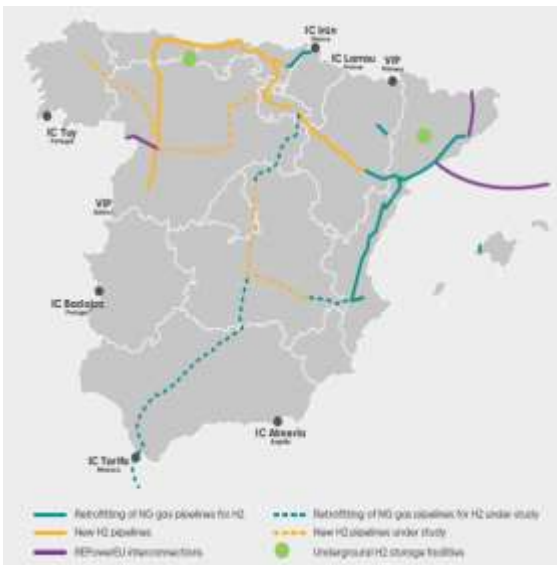 IC Irún
IC Larrau
VIP
IC Tuy
Portugal
VIP
IC Badajoz
Portugal
IC Almería
IC Tarifa
Retrofitting of NG gas pipelines for H2
Retrofitting of NG gas pipelines for H2 under study
New H2 pipelines
New H2 pipelines under study
REPowerEU interconnections
Underground H2 storage facilities